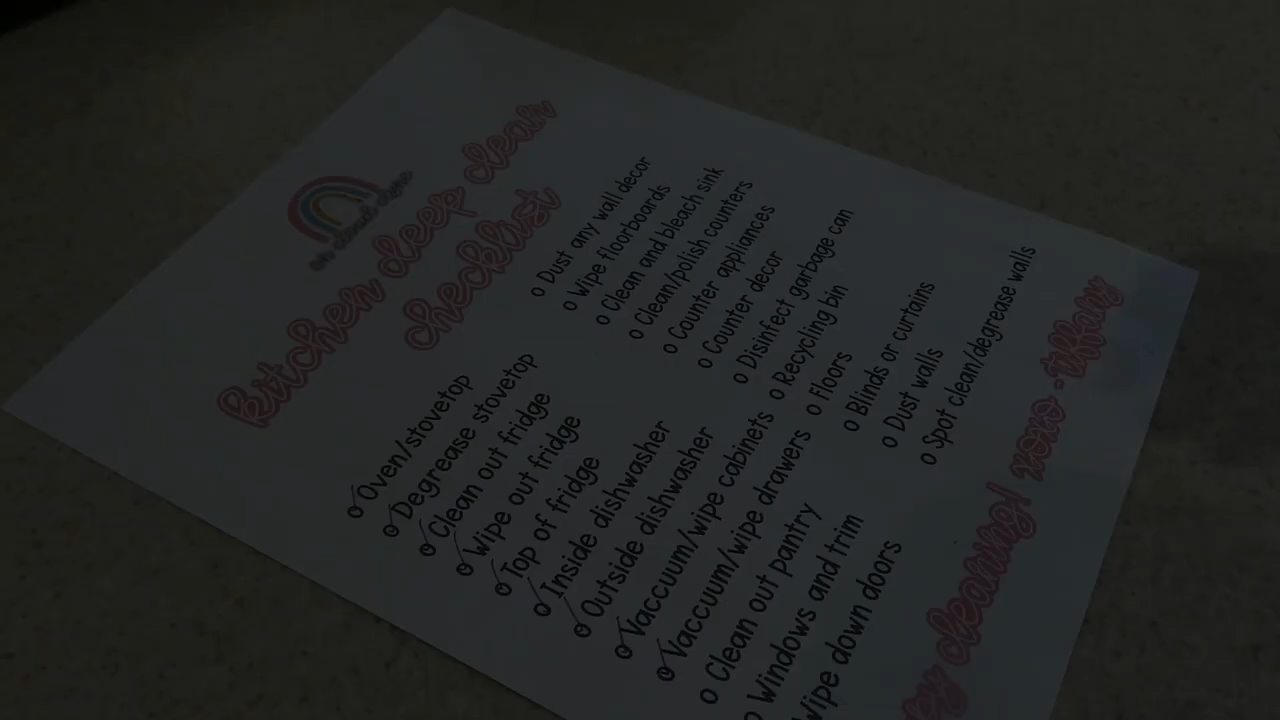 kitchen deep clean
checklist
o Oven/stovetop
o Degrease stovetop
o Clean out fridge
o Wipe out fridge
o Top of fridge
o Inside dishwasher
o Outside dishwasher
o Vaccuum/wipe cabinets
o Vaccuum/wipe drawers
o Clean out pantry
o Windows and trim
Wipe down doors
o Dust any wall decor
o Wipe floorboards
o Clean and bleach sink
o Clean/polish counters
o Counter appliances
o Counter decor
o Disinfect garbage can
o Recycling bin
o Floors
o Blinds or curtains
o Dust walls
o Spot clean/degrease walls
cleaning! xoxo -tiffany